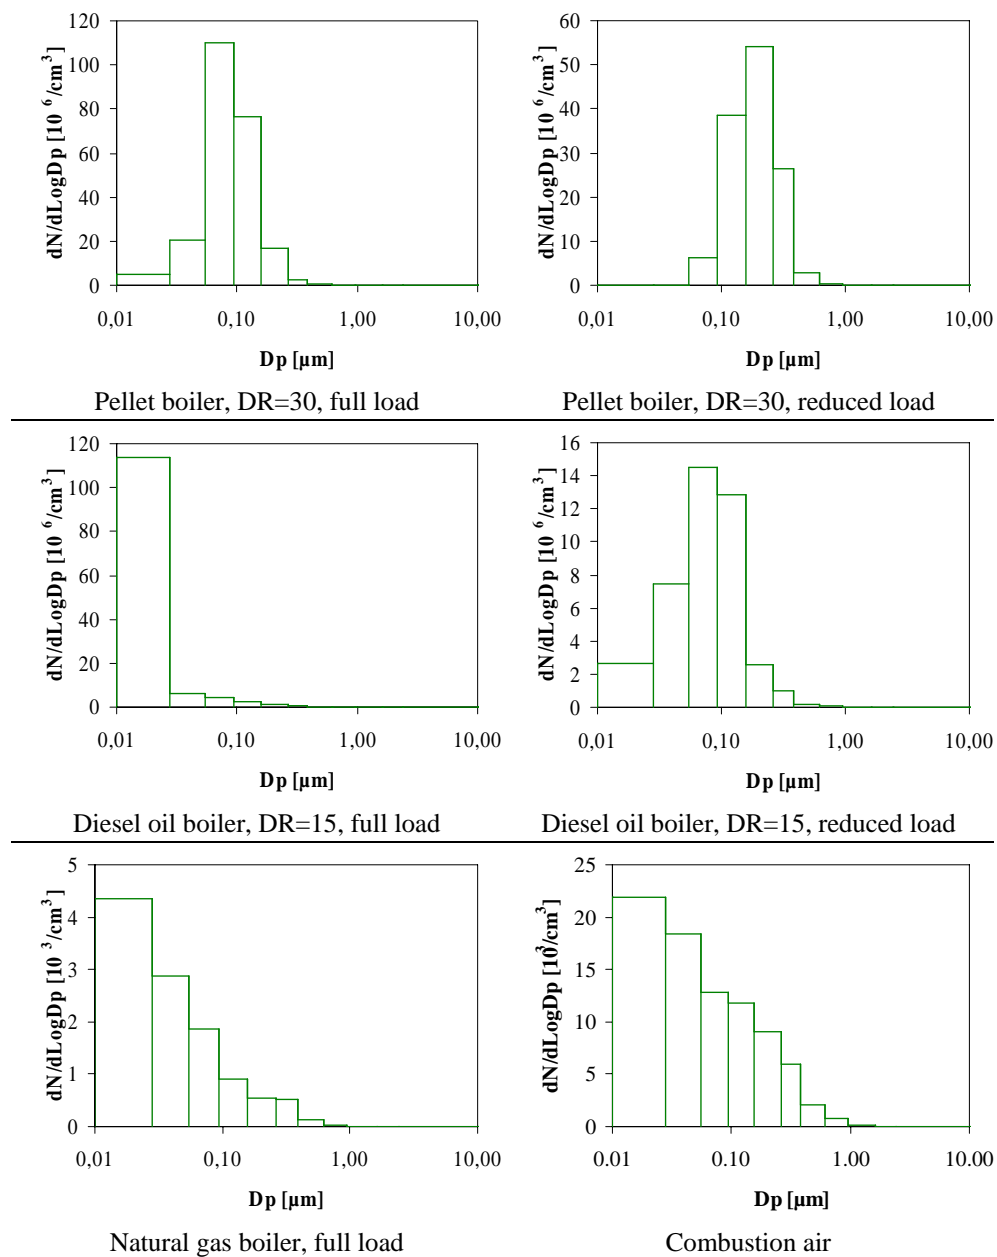 dN/dLogDp [10 6/cm3]
120
100
80
60
40
20
0
0,01 0,10 1,00 10,00
Dp [µm]
Pellet boiler, DR=30, full load
dN/dLogDp [10 6/cm3]
60
50
40
30
20
10
0
0,01 0,10 1,00 10,00
Dp [µm]
Pellet boiler, DR=30, reduced load
dN/dLogDp [10 6/cm3]
120
100
80
60
40
20
0
0,01 0,10 1,00 10,00
Dp [µm]
Diesel oil boiler, DR=15, full load
dN/dLogDp [10 6/cm3]
16
14
12
10
8
6
4
2
0
0,01 0,10 1,00 10,00
Dp [µm]
Diesel oil boiler, DR=15, reduced load
dN/dLogDp [10 3/cm3]
5
4
3
2
1
0
0,01 0,10 1,00 10,00
Dp [µm]
Natural gas boiler, full load
dN/dLogDp [103/cm3]
25
20
15
10
5
0
0.01 0.10 1.00 10.00
Dp [µm]
Combustion air